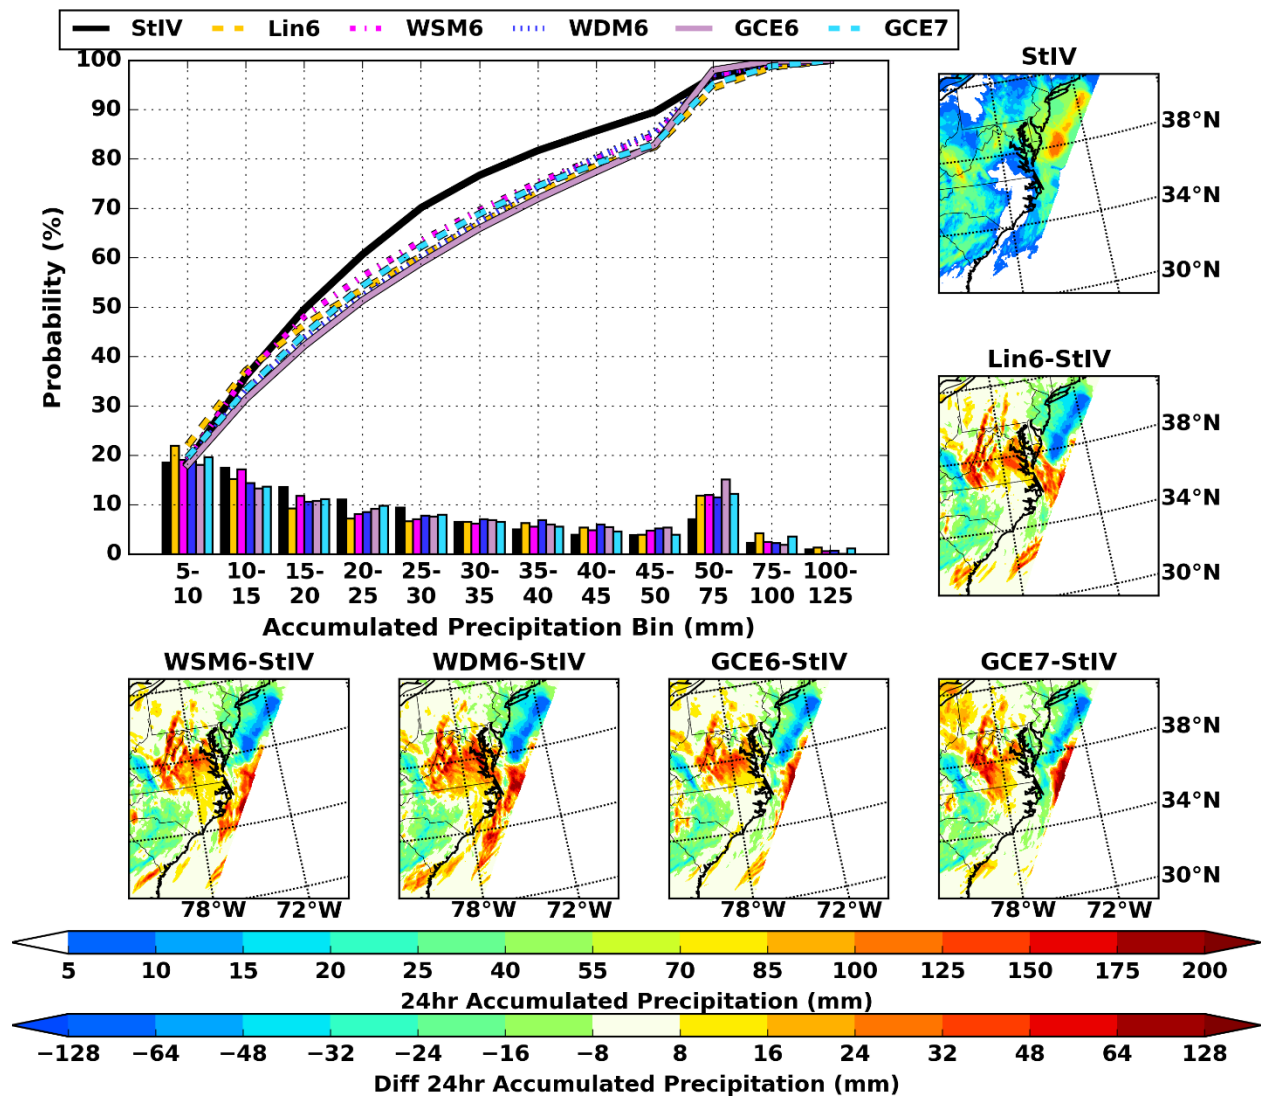 StIV Lin6 WSM6 WDM6 GCE6 GCE7
100
90
80
70
60
50
40
30
20
10
0
Probability (%)
5-10 10-15 15-20 20-25 25-30 30-35 35-40 40-45 45-50 50-75 75-100 100-125
Accumulated Precipitation Bin (mm)
StIV
38°N
34°N
30°N
Lin6-StIV
38°N
34°N
30°N
WSM6-StIV WDM6-StIV GCE6-StIV GCE7-StIV
38°N
34°N
30°N
78°W 72°W 78°W 72°W 78°W 72°W 78°W 72°W
5 10 15 20 25 40 55 70 85 100 125 150 175 200
24hr Accumulated Precipitation (mm)
−128 −64 −48 −32 −24 −16 −8 8 16 24 32 48 64 128
Diff 24hr Accumulated Precipitation (mm)